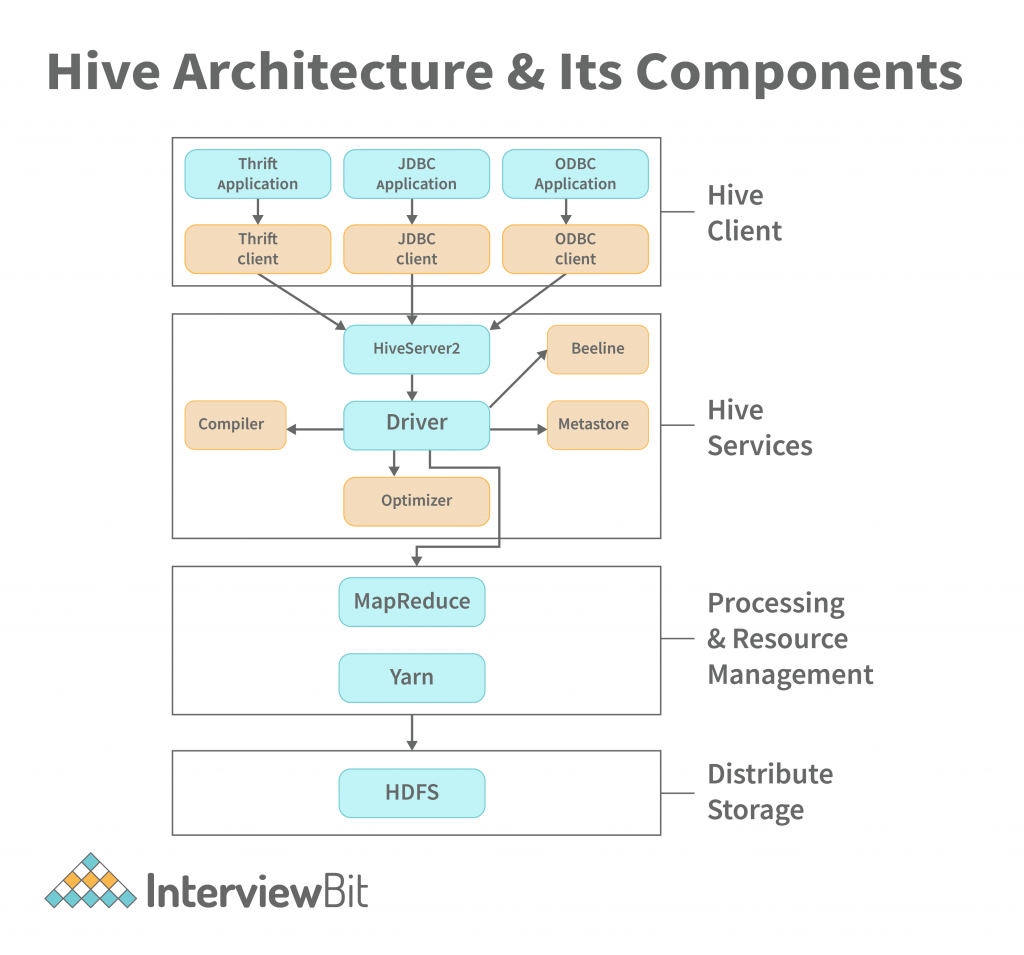 Hive Architecture & Its Components
Thrift
Application
JDBC
Application
ODBC
Application
Thrift
client
JDBC
client
ODBC
client
Hive
Client
HiveServer2
Beeline
Compiler
Driver
Metastore
Optimizer
Hive
Services
MapReduce
Yarn
Processing
& Resource
Management
HDFS
Distribute
Storage
InterviewBit